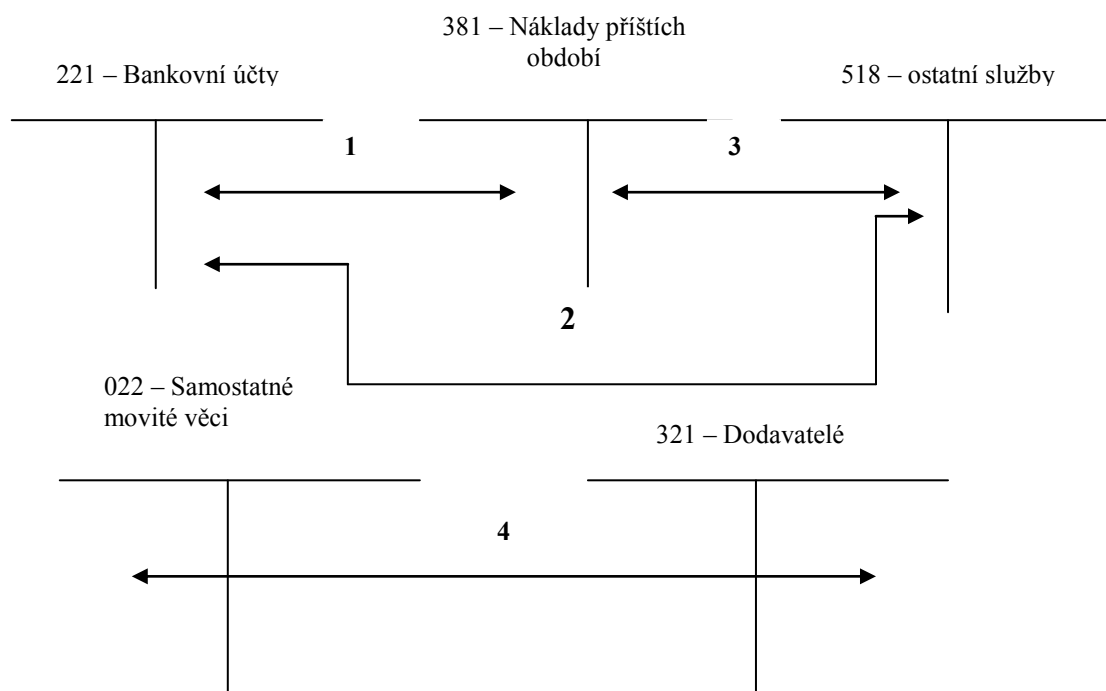 381 – Náklady příštích
období
221 – Bankovní účty
518 – ostatní služby
1
3
2
022 – Samostatné
movité věci
321 – Dodavatelé
4